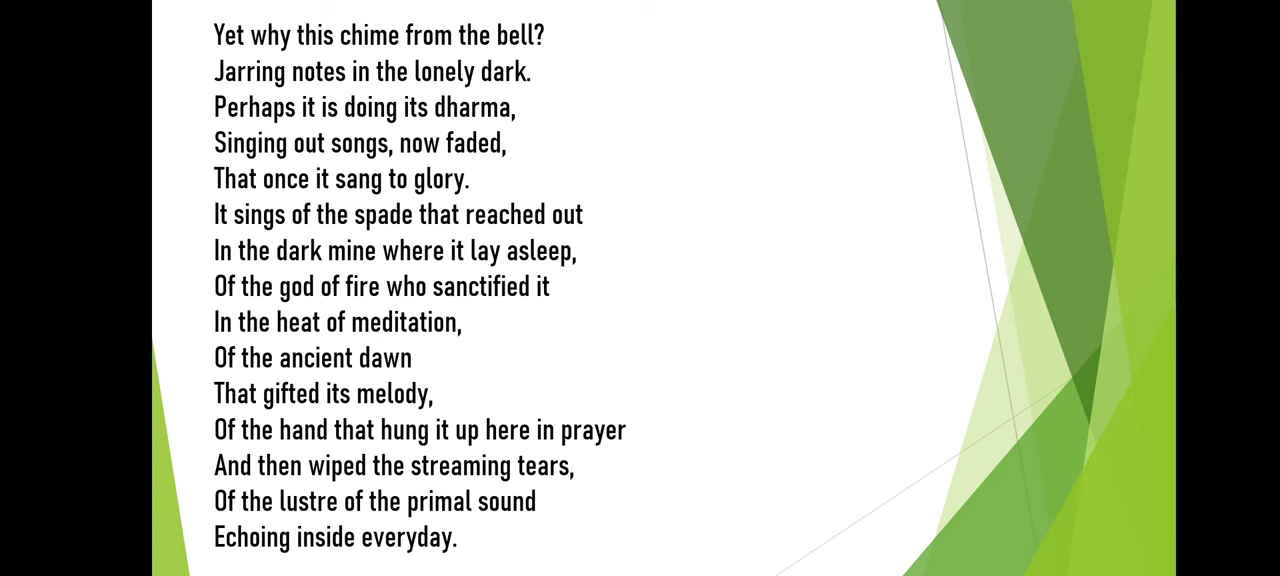 Yet why this chime from the bell?
Jarring notes in the lonely dark.
Perhaps it is doing its dharma,
Singing out songs, now faded,
That once it sang to glory.
It sings of the spade that reached out
In the dark mine where it lay asleep,
Of the god of fire who sanctified it
In the heat of meditation,
Of the ancient dawn
That gifted its melody,
Of the hand that hung it up here in prayer
And then wiped the streaming tears,
Of the lustre of the primal sound
Echoing inside everyday.